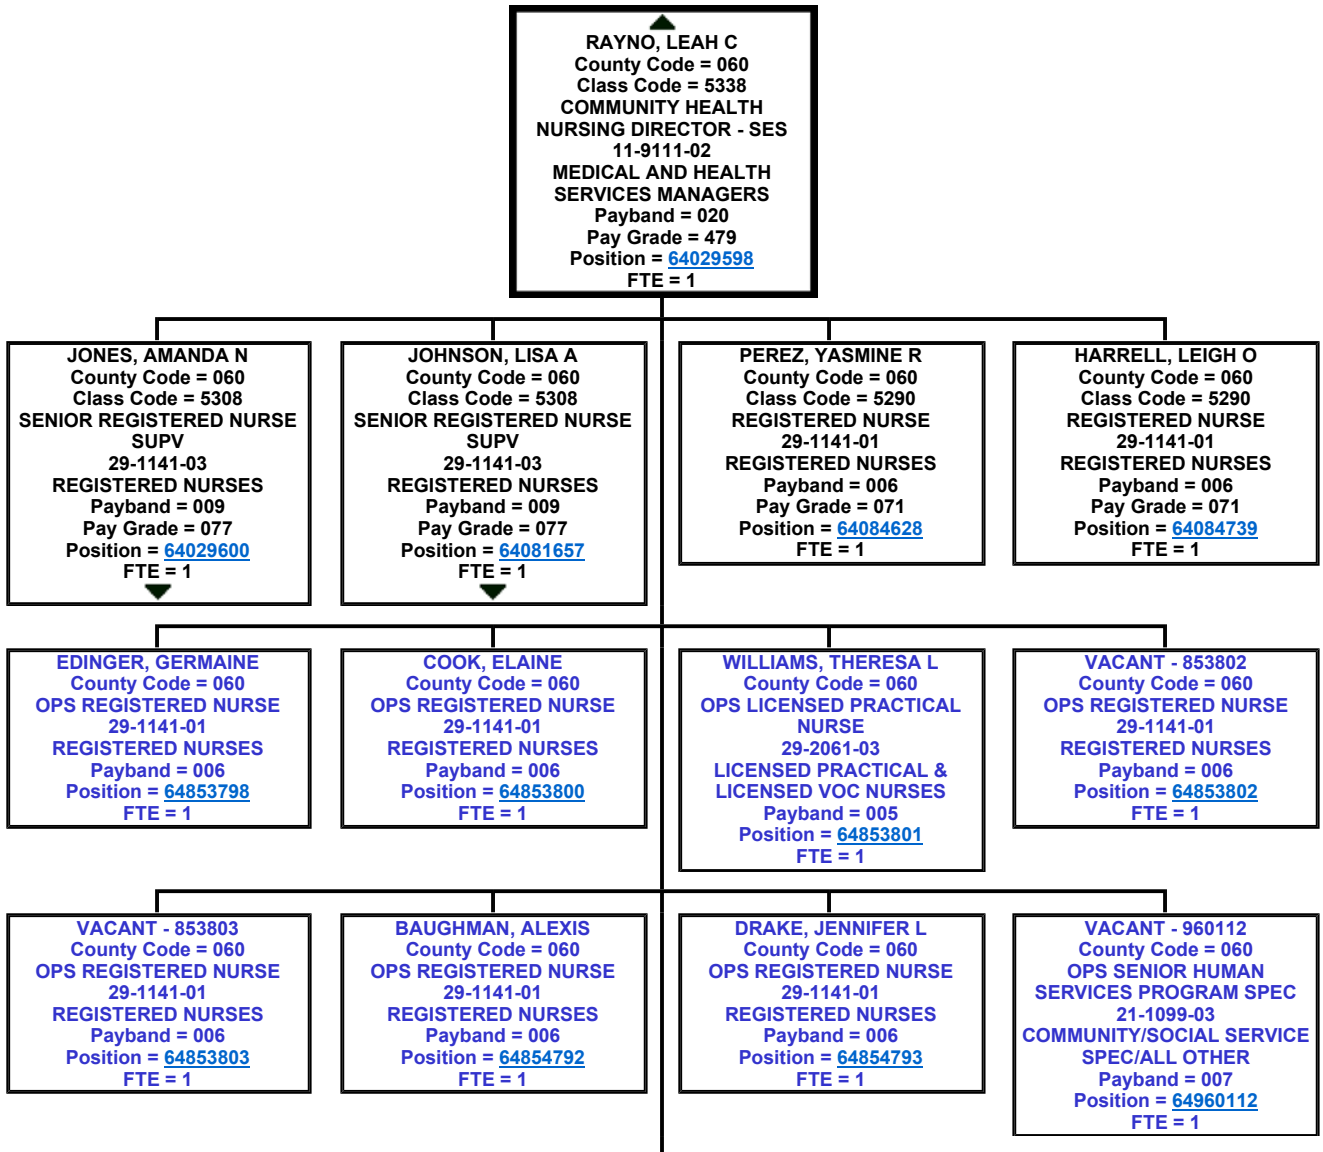 RAYNO, LEAH C
County Code = 060
Class Code = 5338
COMMUNITY HEALTH
NURSING DIRECTOR - SES
11-9111-02
MEDICAL AND HEALTH
SERVICES MANAGERS
Payband = 020
Pay Grade = 479
Position = 64029598
FTE = 1
JONES, AMANDA N
County Code = 060
Class Code = 5308
SENIOR REGISTERED NURSE
SUPV
29-1141-03
REGISTERED NURSES
Payband = 009
Pay Grade = 077
Position = 64029600
FTE = 1
JOHNSON, LISA A
County Code = 060
Class Code = 5308
SENIOR REGISTERED NURSE
SUPV
29-1141-03
REGISTERED NURSES
Payband = 009
Pay Grade = 077
Position = 64081657
FTE = 1
PEREZ, YASMINE R
County Code = 060
Class Code = 5290
REGISTERED NURSE
29-1141-01
REGISTERED NURSES
Payband = 006
Pay Grade = 071
Position = 64084628
FTE = 1
HARRELL, LEIGH O
County Code = 060
Class Code = 5290
REGISTERED NURSE
29-1141-01
REGISTERED NURSES
Payband = 006
Pay Grade = 071
Position = 64084739
FTE = 1
EDINGER, GERMAINE
County Code = 060
OPS REGISTERED NURSE
29-1141-01
REGISTERED NURSES
Payband = 006
Position = 64853798
FTE = 1
COOK, ELAINE
County Code = 060
OPS REGISTERED NURSE
29-1141-01
REGISTERED NURSES
Payband = 006
Position = 64853800
FTE = 1
WILLIAMS, THERESA L
County Code = 060
OPS LICENSED PRACTICAL
NURSE
29-2061-03
LICENSED PRACTICAL &
LICENSED VOC NURSES
Payband = 005
Position = 64853801
FTE = 1
VACANT - 853802
County Code = 060
OPS REGISTERED NURSE
29-1141-01
REGISTERED NURSES
Payband = 006
Position = 64853802
FTE = 1
VACANT - 853803
County Code = 060
OPS REGISTERED NURSE
29-1141-01
REGISTERED NURSES
Payband = 006
Position = 64853803
FTE = 1
BAUGHMAN, ALEXIS
County Code = 060
OPS REGISTERED NURSE
29-1141-01
REGISTERED NURSES
Payband = 006
Position = 64854792
FTE = 1
DRAKE, JENNIFER L
County Code = 060
OPS REGISTERED NURSE
29-1141-01
REGISTERED NURSES
Payband = 006
Position = 64854793
FTE = 1
VACANT - 960112
County Code = 060
OPS SENIOR HUMAN
SERVICES PROGRAM SPEC
21-1099-03
COMMUNITY/SOCIAL SERVICE
SPEC/ALL OTHER
Payband = 007
Position = 64960112
FTE = 1